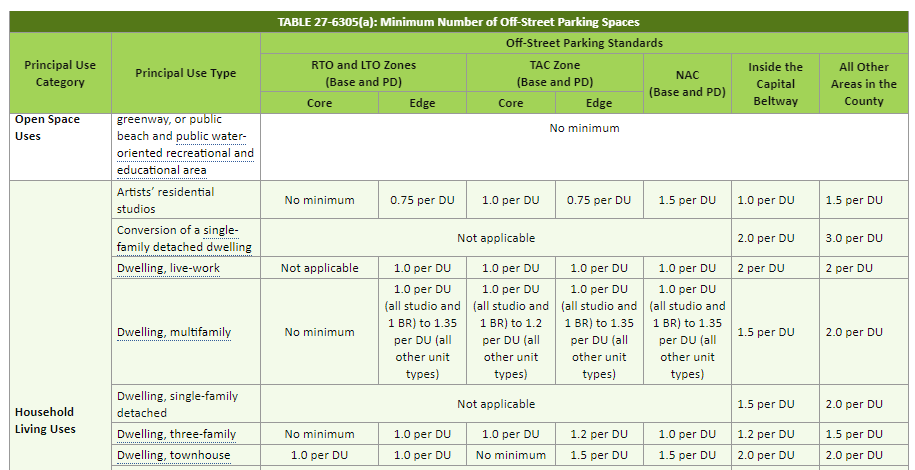 TABLE 27-6305(a): Minimum Number of Off-Street Parking Spaces
Principal Use
Category
Principal Use Type
Off-Street Parking Standards
RTO and LTO Zones
(Base and PD)
TAC Zone
(Base and PD)
NAC
(Base and PD)
Inside the
Capital
Beltway
All Other
Areas in the
County
Core
Edge
Core
Edge
Open Space
Uses
greenway, or public
beach and public water-
oriented recreational and
educational area
No minimum
Household
Living Uses
Artists' residential
studios
No minimum
0.75 per DU
1.0 per DU
0.75 per DU
1.5 per DU
1.0 per DU
1.5 per DU
Conversion of a single-
family detached dwelling
Not applicable
2.0 per DU
3.0 per DU
Dwelling, live-work
Not applicable
1.0 per DU
1.0 per DU
1.0 per DU
1.0 per DU
2 per DU
2 per DU
Dwelling, multifamily
No minimum
1.0 per DU
(all studio and
1 BR) to 1.35
per DU (all
other unit
types)
1.0 per DU
(all studio and
1 BR) to 1.2
per DU (all
other unit
types)
1.0 per DU
(all studio and
1 BR) to 1.35
per DU (all
other unit
types)
1.0 per DU
(all studio and
1 BR) to 1.35
per DU (all
other unit
types)
1.5 per DU
2.0 per DU
Dwelling, single-family
detached
Not applicable
1.5 per DU
2.0 per DU
Dwelling, three-family
No minimum
1.0 per DU
1.0 per DU
1.2 per DU
1.0 per DU
1.2 per DU
1.5 per DU
Dwelling, townhouse
1.0 per DU
1.0 per DU
No minimum
1.5 per DU
1.5 per DU
2.0 per DU
2.0 per DU